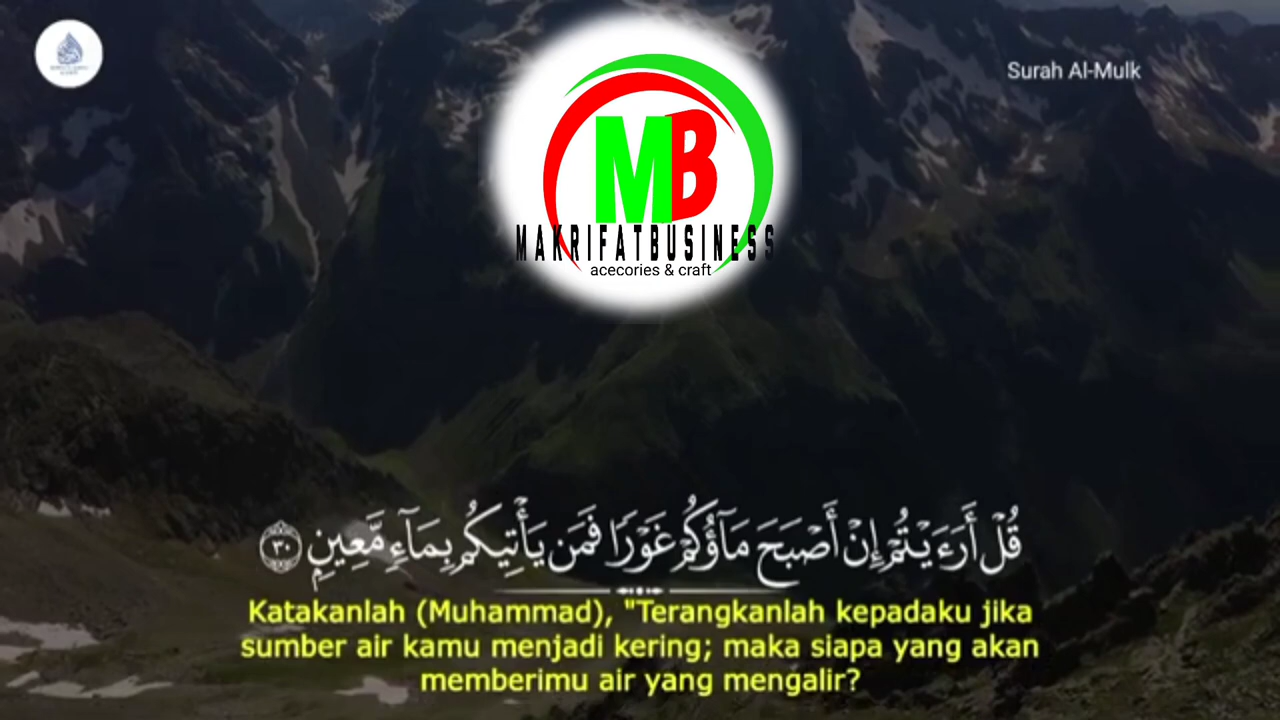 Surah Al-Mulk
MB
MAKRIFATBUSINESS
acecories & craft
قُلْ أَرَءَيْتُمْ إِنْ أَصْبَحَ مَآؤُكُمْ غَوْرًا فَمَن يَأْتِيكُم بِمَآءٍ مَّعِينٍۭ ٣٠
Katakanlah (Muhammad), "Terangkanlah kepadaku jika
sumber air kamu menjadi kering; maka siapa yang akan
memberimu air yang mengalir?